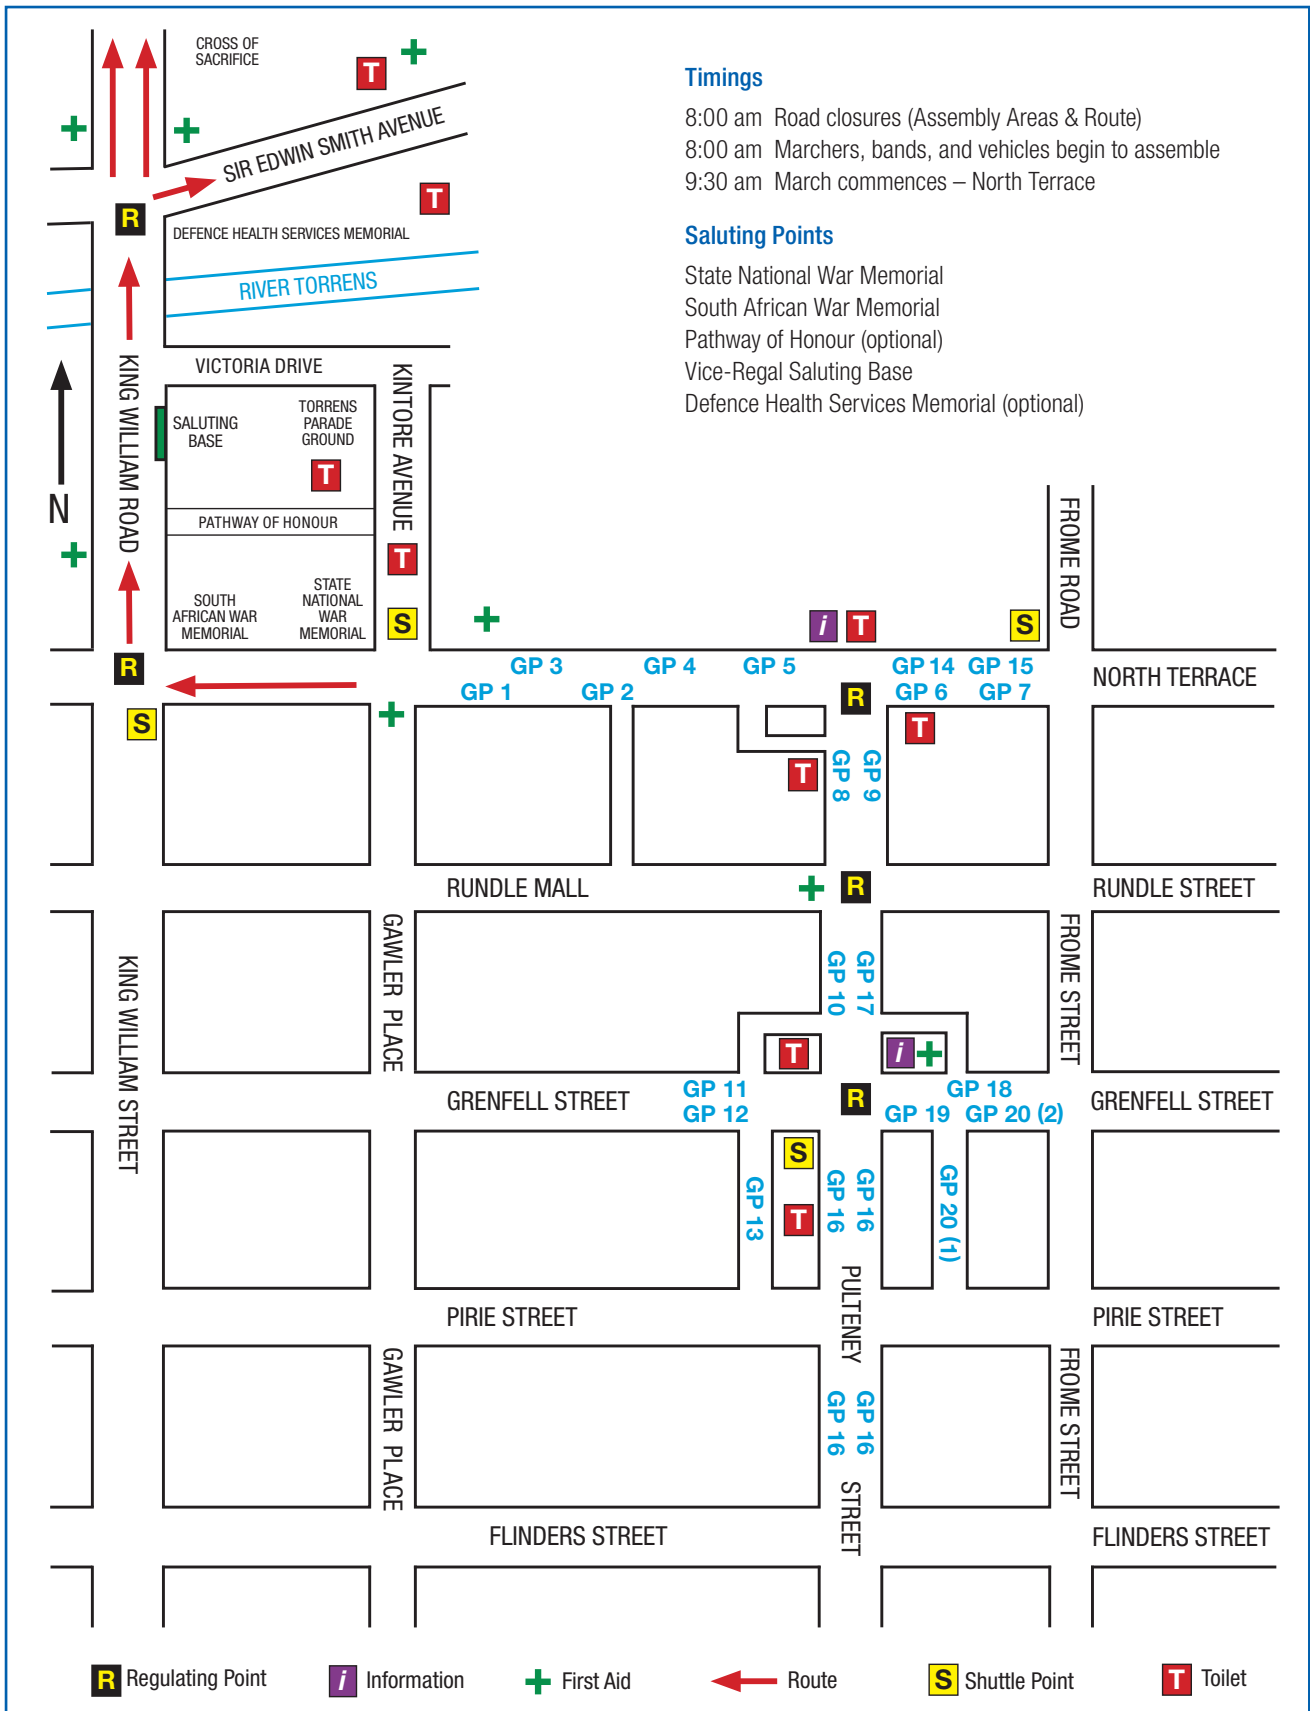 CROSS OF
SACRIFICE
T
SIR EDWIN SMITH AVENUE
T
R
DEFENCE HEALTH SERVICES MEMORIAL
RIVER TORRENS
Timings
8:00 am Road closures (Assembly Areas & Route)
8:00 am Marchers, bands, and vehicles begin to assemble
9:30 am March commences – North Terrace
Saluting Points
State National War Memorial
South African War Memorial
Pathway of Honour (optional)
Vice-Regal Saluting Base
Defence Health Services Memorial (optional)
VICTORIA DRIVE
KING WILLIAM ROAD
KINTORE AVENUE
N
SALUTING
BASE
TORRENS
PARADE
GROUND
T
PATHWAY OF HONOUR
SOUTH
AFRICAN WAR
MEMORIAL
STATE
NATIONAL
WAR
MEMORIAL
T
S
FROME ROAD
i T
S
R
GP 3
GP 4
GP 5
GP 14
GP 15
GP 1
GP 2
R
GP 6
GP 7
NORTH TERRACE
S
T
T
GP 8
GP 9
RUNDLE MALL
R
RUNDLE STREET
KING WILLIAM STREET
GAWLER PLACE
GP 10
GP 17
FROME STREET
T
i
GP 11
GP 12
GRENFELL STREET
R
GP 18
GP 19
GP 20 (2)
GRENFELL STREET
S
T
GP 13
GP 16
GP 16
GP 20 (1)
PIRIE STREET
PULTENEY
PIRIE STREET
GAWLER PLACE
GP 16
GP 16
FROME STREET
STREET
FLINDERS STREET
FLINDERS STREET
R Regulating Point
i Information
First Aid
Route
S Shuttle Point
T Toilet